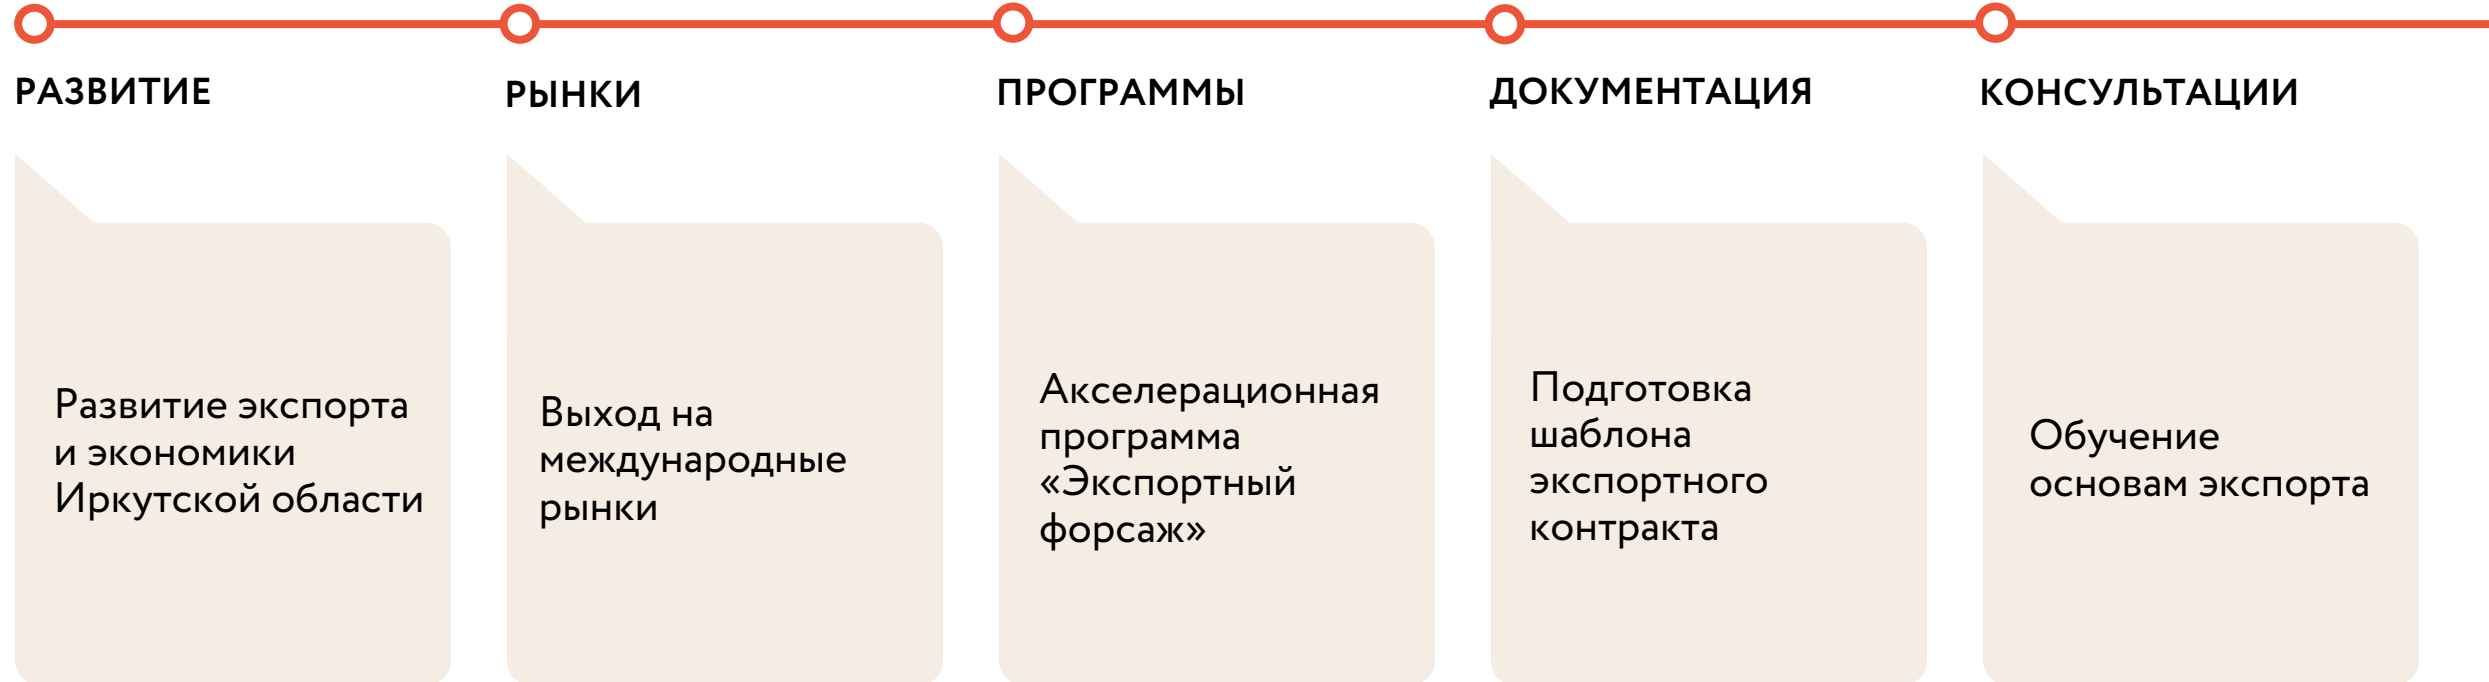 РАЗВИТИЕ
Развитие экспорта
и экономики
Иркутской области
РЫНКИ
Выход на
международные
рынки
ПРОГРАММЫ
Акселерационная
программа
«Экспортный
форсаж»
ДОКУМЕНТАЦИЯ
Подготовка
шаблона
экспортного
контракта
КОНСУЛЬТАЦИИ
Обучение
основам экспорта